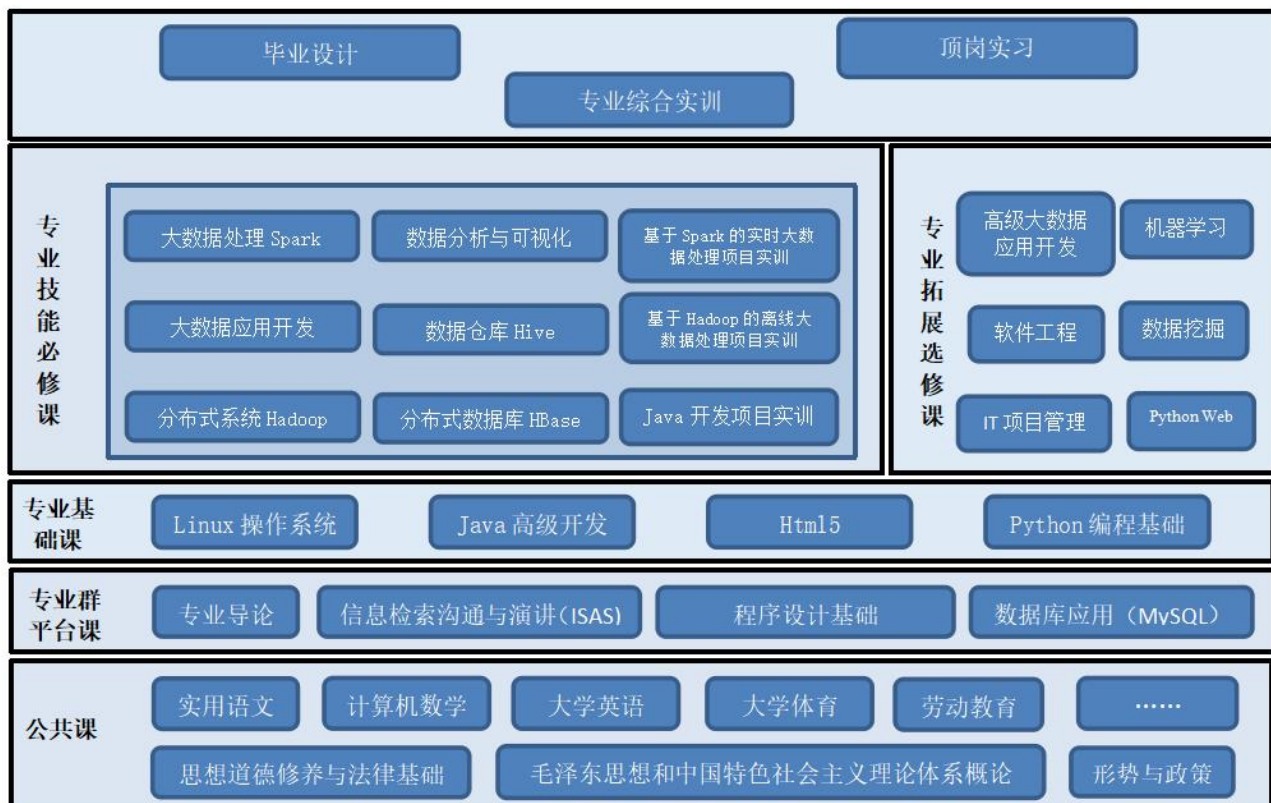 毕业设计
顶岗实习
专业综合实训
专业技能必修课
大数据处理 Spark
数据分析与可视化
基于 Spark 的实时大数
据处理项目实训
大数据应用开发
数据仓库 Hive
基于 Hadoop 的离线大
数据处理项目实训
分布式系统 Hadoop
分布式数据库 HBase
Java 开发项目实训
专业拓展选修课
高级大数据
应用开发
机器学习
软件工程
数据挖掘
IT 项目管理
Python Web
专业基
础课
Linux 操作系统
Java 高级开发
Html5
Python 编程基础
专业群
平台课
专业导论
信息检索沟通与演讲(ISAS)
程序设计基础
数据库应用（MySQL）
公共课
实用语文
计算机数学
大学英语
大学体育
劳动教育
……
思想道德修养与法律基础
毛泽东思想和中国特色社会主义理论体系概论
形势与政策